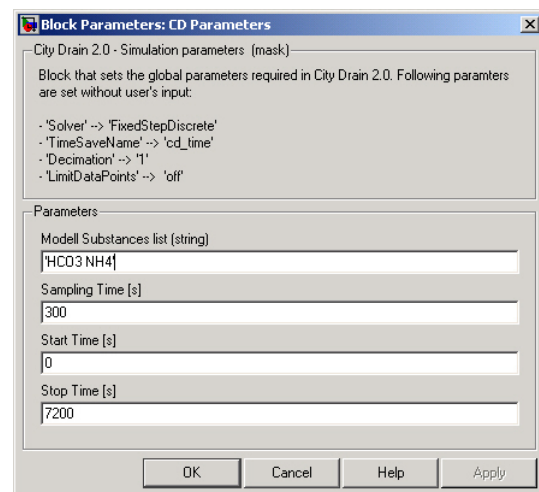 Block Parameters: CD Parameters
City Drain 2.0 - Simulation parameters (mask)
Block that sets the global parameters required in City Drain 2.0. Following paramters
are set without user's input:
- 'Solver' --> 'FixedStepDiscrete'
- 'TimeSaveName' --> 'cd_time'
- 'Decimation' --> '1'
- 'LimitDataPoints' --> 'off'
Parameters
Modell Substances list (string)
'HCO3 NH4'
Sampling Time [s]
300
Start Time [s]
0
Stop Time [s]
7200
OK Cancel Help Apply